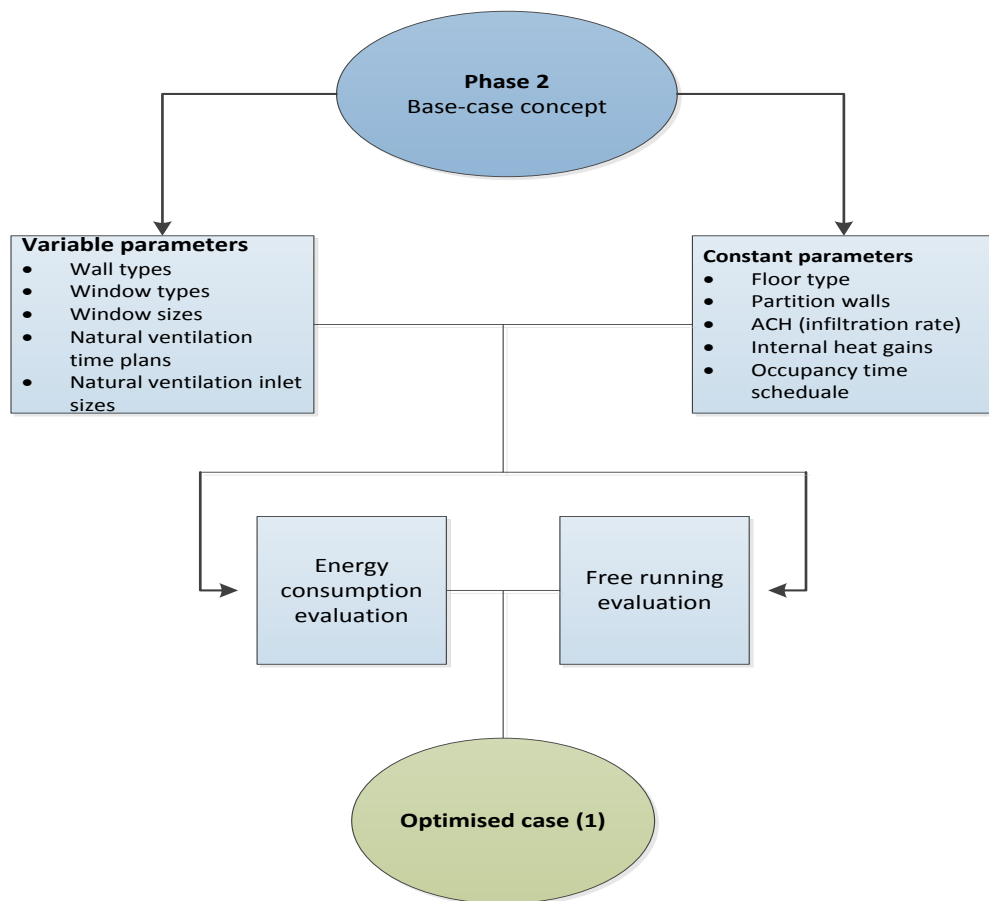 Phase 2
Base-case concept
Variable parameters
● Wall types
● Window types
● Window sizes
● Natural ventilation
time plans
● Natural ventilation inlet
sizes
Constant parameters
● Floor type
● Partition walls
● ACH (infiltration rate)
● Internal heat gains
● Occupancy time
scheduale
Energy
consumption
evaluation
Free running
evaluation
Optimised case (1)